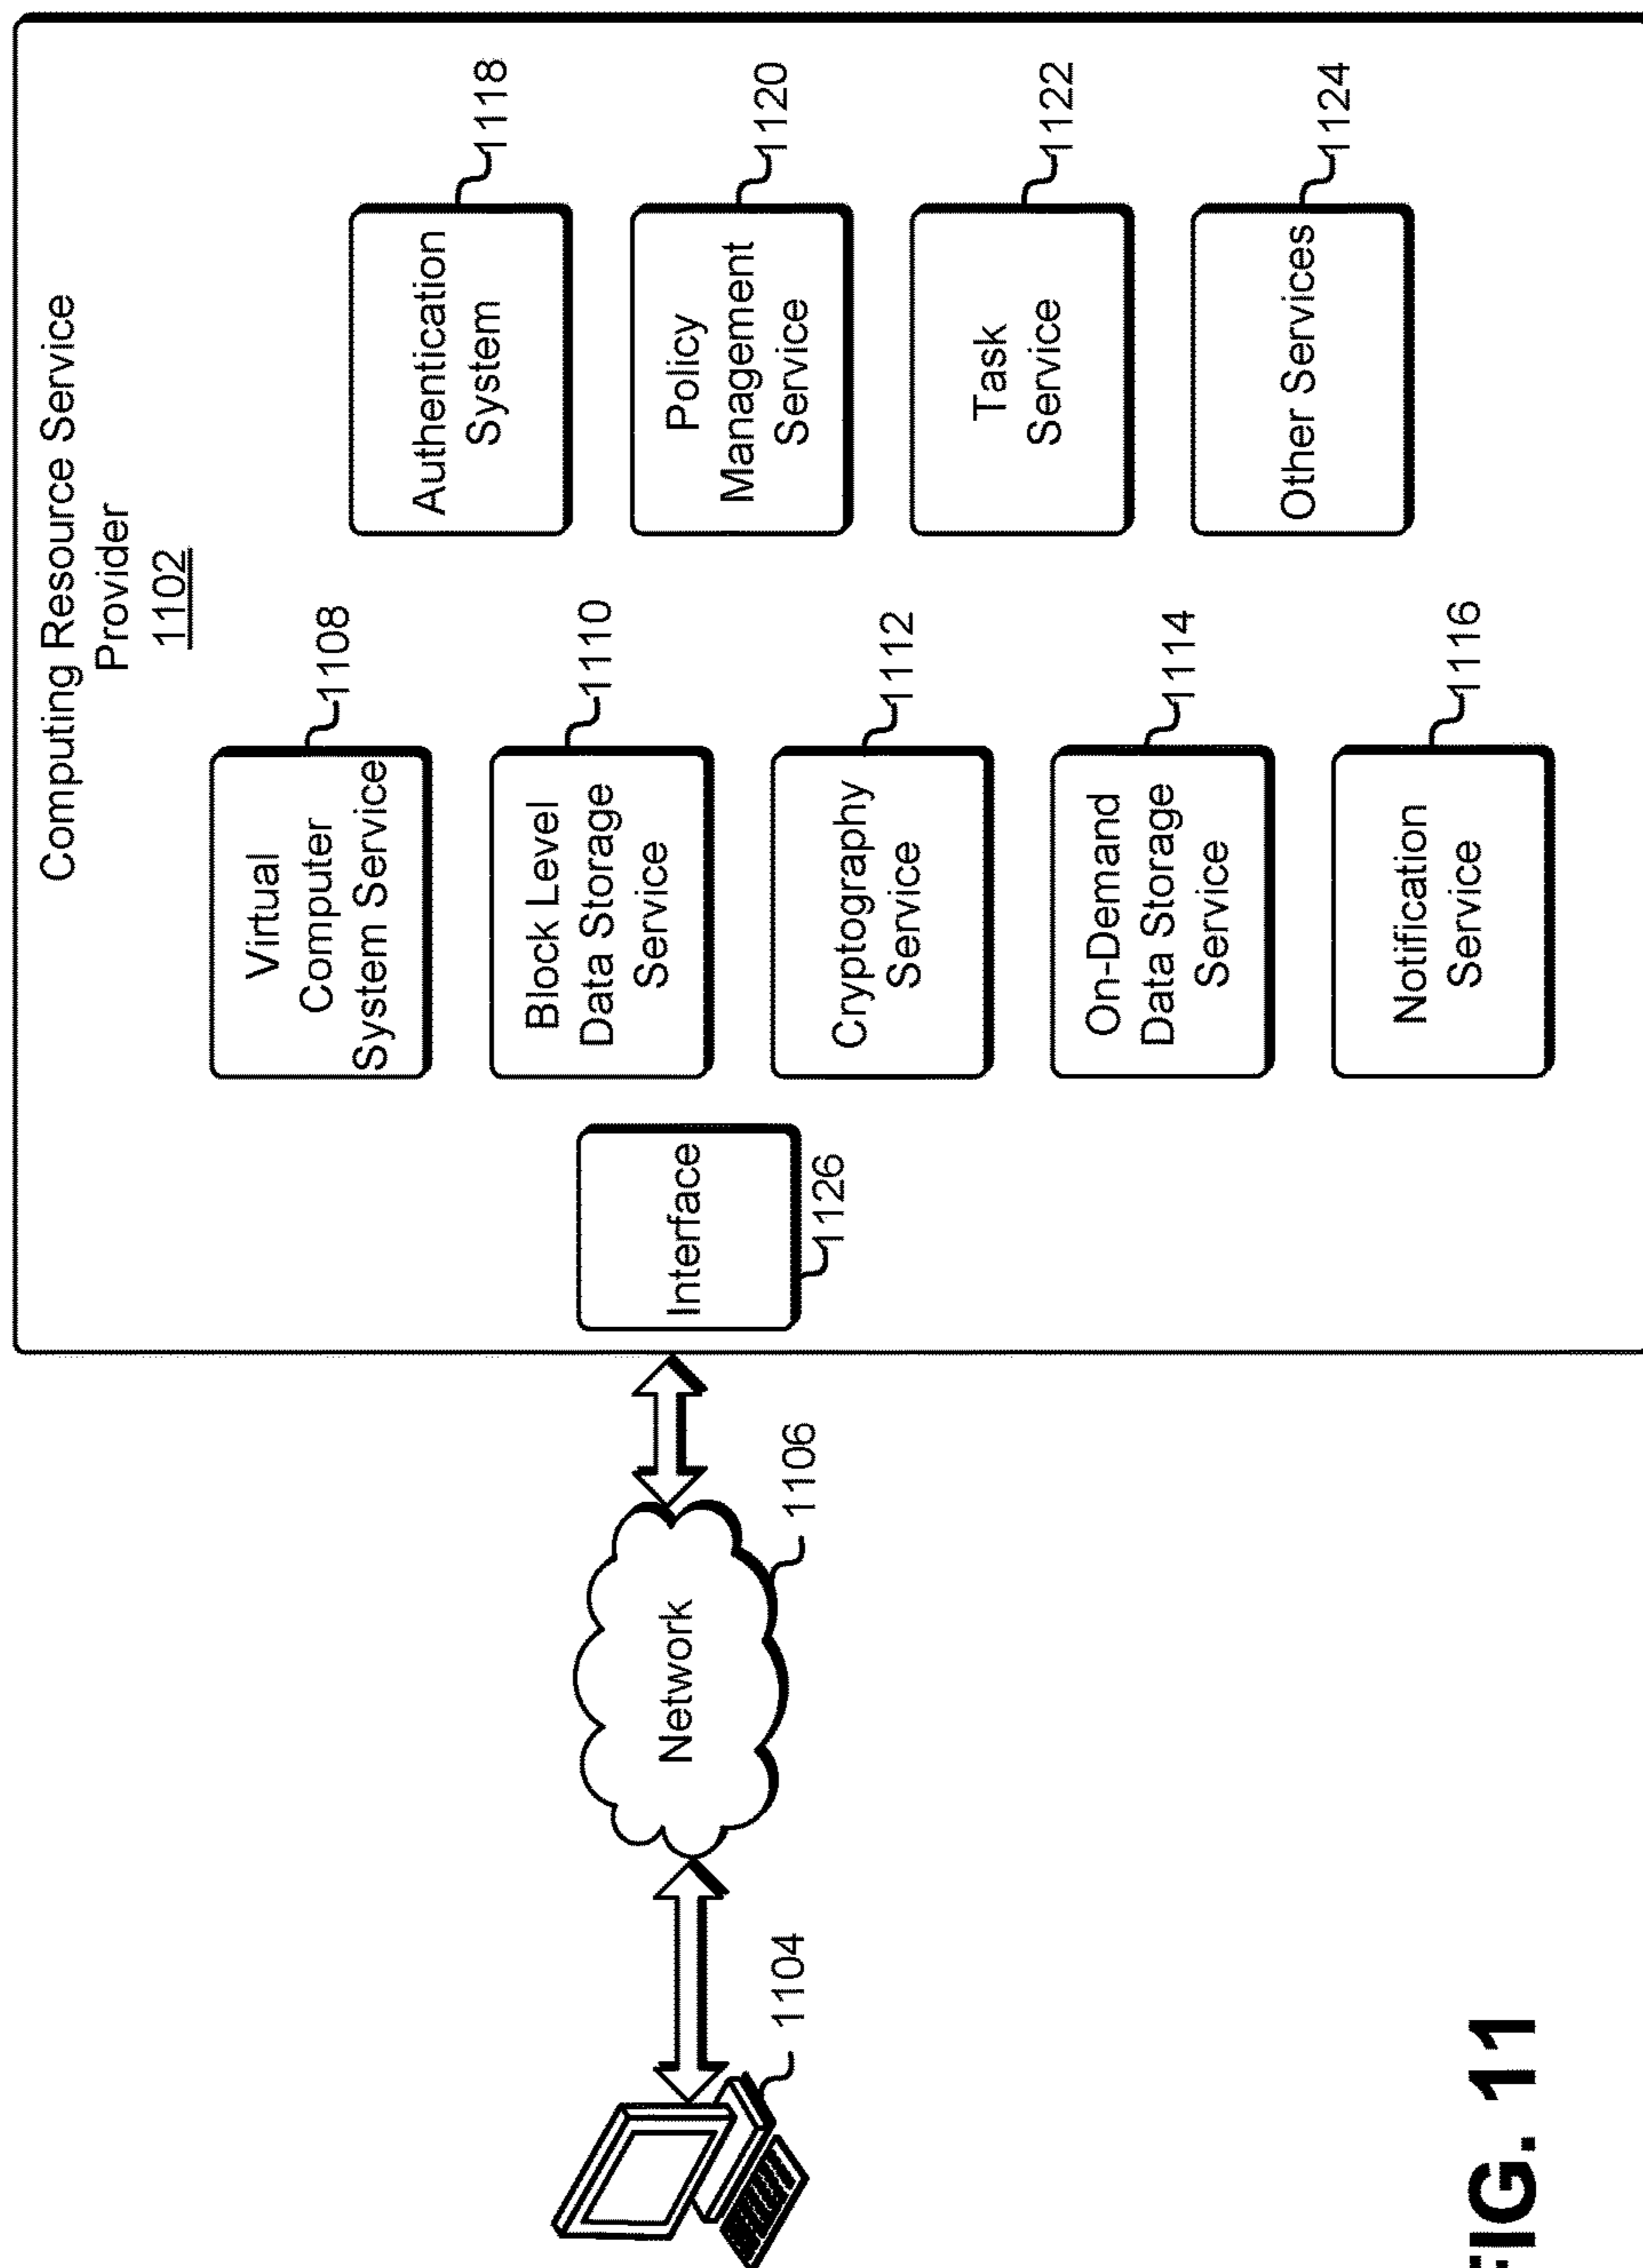 Computing Resource Service
Provider
1102
Virtual
Computer
System Service
1108
Authentication
System
1118
Block Level
Data Storage
Service
1110
Policy
Management
Service
1120
Interface
1126
Network
1106
1104
Cryptography
Service
1112
Task
Service
1122
On-Demand
Data Storage
Service
1114
Other Services
1124
Notification
Service
1116
FIG. 11